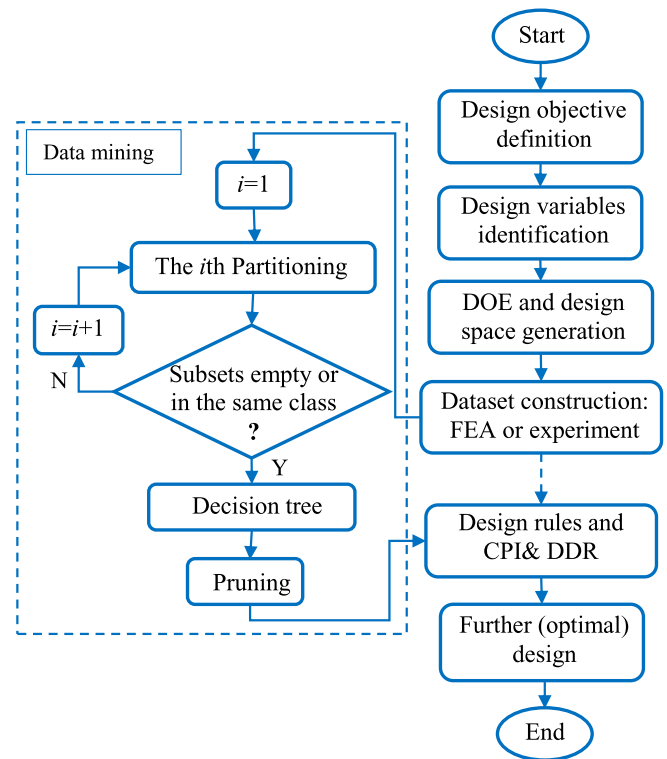 Start
Design objective
definition
Design variables
identification
DOE and design
space generation
Dataset construction:
FEA or experiment
Data mining
i=1
The ith Partitioning
i=i+1
N
Subsets empty or
in the same class
?
Y
Decision tree
Pruning
Design rules and
CPI& DDR
Further (optimal)
design
End